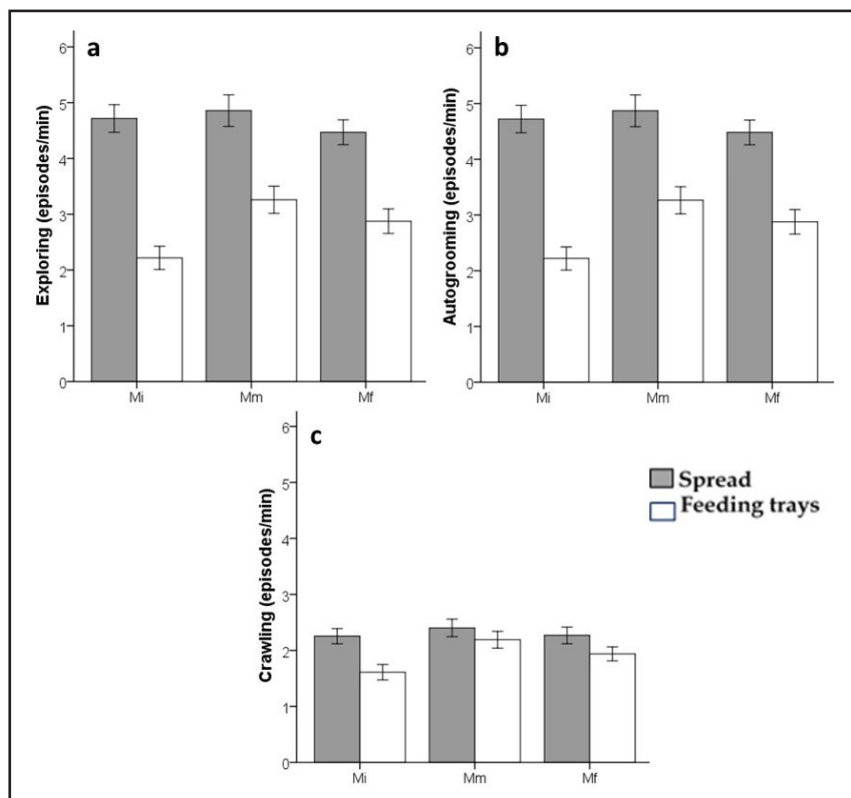 a
Exploring (episodes/min)
6
5
4
3
2
1
0
Mi Mm Mf
b
Autogrooming (episodes/min)
6
5
4
3
2
1
0
Mi Mm Mf
c
Crawling (episodes/min)
6
5
4
3
2
1
0
Mi Mm Mf
Spread
Feeding trays